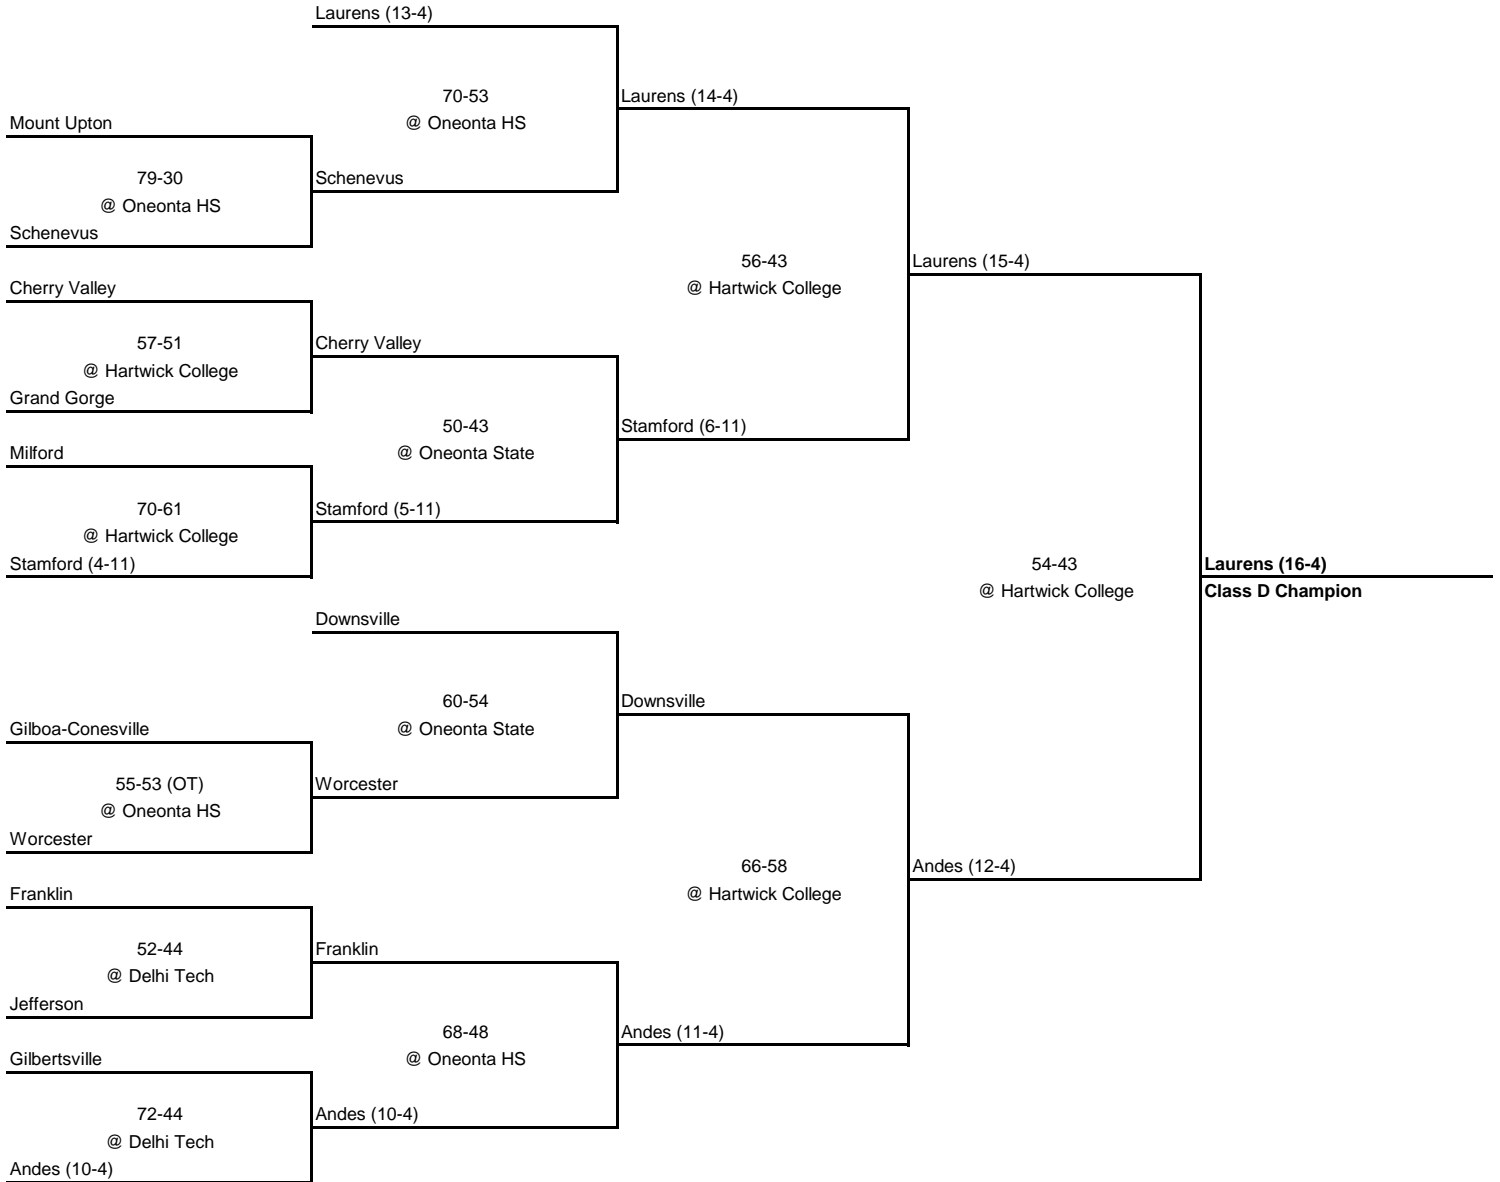 Laurens (13-4)
70-53
@ Oneonta HS
Laurens (14-4)
Mount Upton
79-30
@ Oneonta HS
Schenevus
Schenevus
56-43
@ Hartwick College
Laurens (15-4)
Cherry Valley
57-51
@ Hartwick College
Cherry Valley
Grand Gorge
50-43
@ Oneonta State
Stamford (6-11)
Milford
70-61
@ Hartwick College
Stamford (5-11)
Stamford (4-11)
54-43
@ Hartwick College
Laurens (16-4)
Class D Champion
Downsville
60-54
@ Oneonta State
Downsville
Gilboa-Conesville
55-53 (OT)
@ Oneonta HS
Worcester
Worcester
66-58
@ Hartwick College
Andes (12-4)
Franklin
52-44
@ Delhi Tech
Franklin
Jefferson
68-48
@ Oneonta HS
Andes (11-4)
Gilbertsville
72-44
@ Delhi Tech
Andes (10-4)
Andes (10-4)